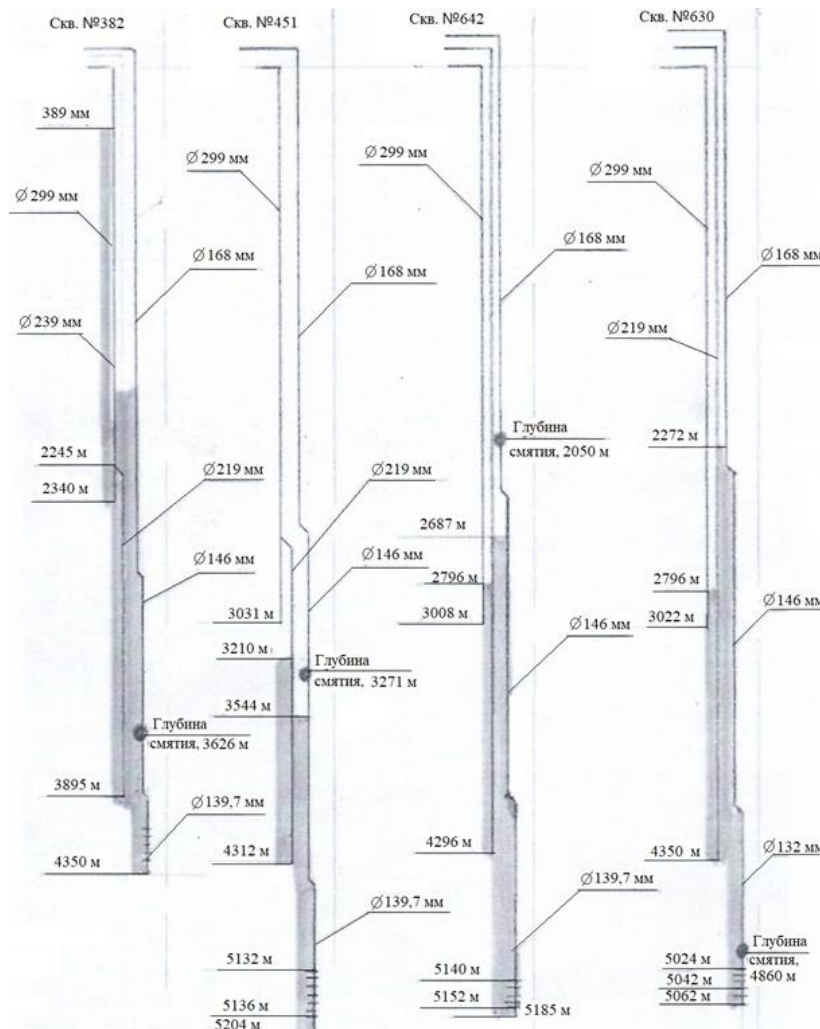 Скв. №382
389 мм
Ø 299 мм
Ø 168 мм
Ø 239 мм
2245 м
2340 м
Ø 219 мм
Ø 146 мм
Глубина
смятия, 3626 м
3895 м
Ø 139,7 мм
4350 м
Скв. №451
Ø 299 мм
Ø 168 мм
Ø 219 мм
Ø 146 мм
3031 м
3210 м
Глубина
смятия, 3271 м
3544 м
4312 м
Ø 139,7 мм
5132 м
5136 м
5204 м
Скв. №642
Ø 299 мм
Ø 168 мм
Глубина
смятия, 2050 м
2687 м
2796 м
3008 м
Ø 146 мм
4296 м
Ø 139,7 мм
5140 м
5152 м
5185 м
Скв. №630
Ø 299 мм
Ø 168 мм
Ø 219 мм
2272 м
2796 м
Ø 146 мм
3022 м
4350 м
Ø 132 мм
Глубина
смятия,
4860 м
5024 м
5042 м
5062 м